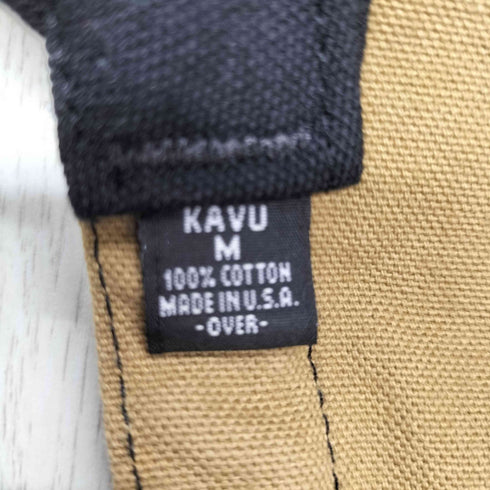 KAVU
M
100% COTTON
MADE IN U.S.A.
-OVER-